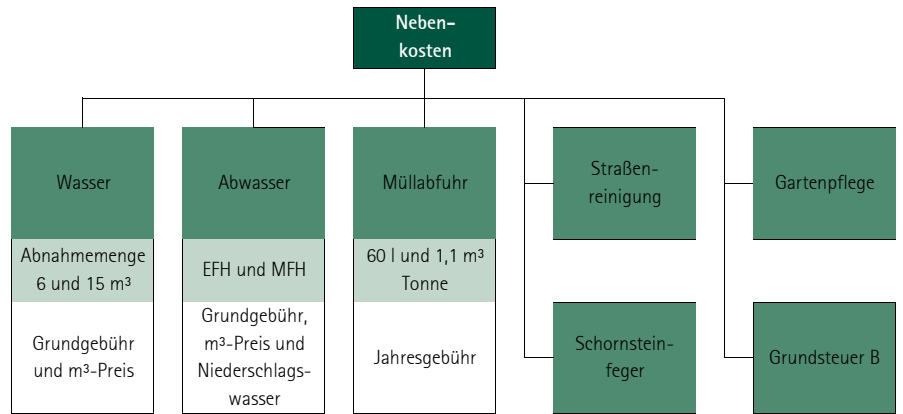 Neben-
kosten
Wasser
Abnahmemenge
6 und 15 m³
Grundgebühr
und m³-Preis
Abwasser
EFH und MFH
Grundgebühr,
m³-Preis und
Niederschlags-
wasser
Müllabfuhr
60 l und 1,1 m³
Tonne
Jahresgebühr
Straßen-
reinigung
Schornstein-
feger
Gartenpflege
Grundsteuer B